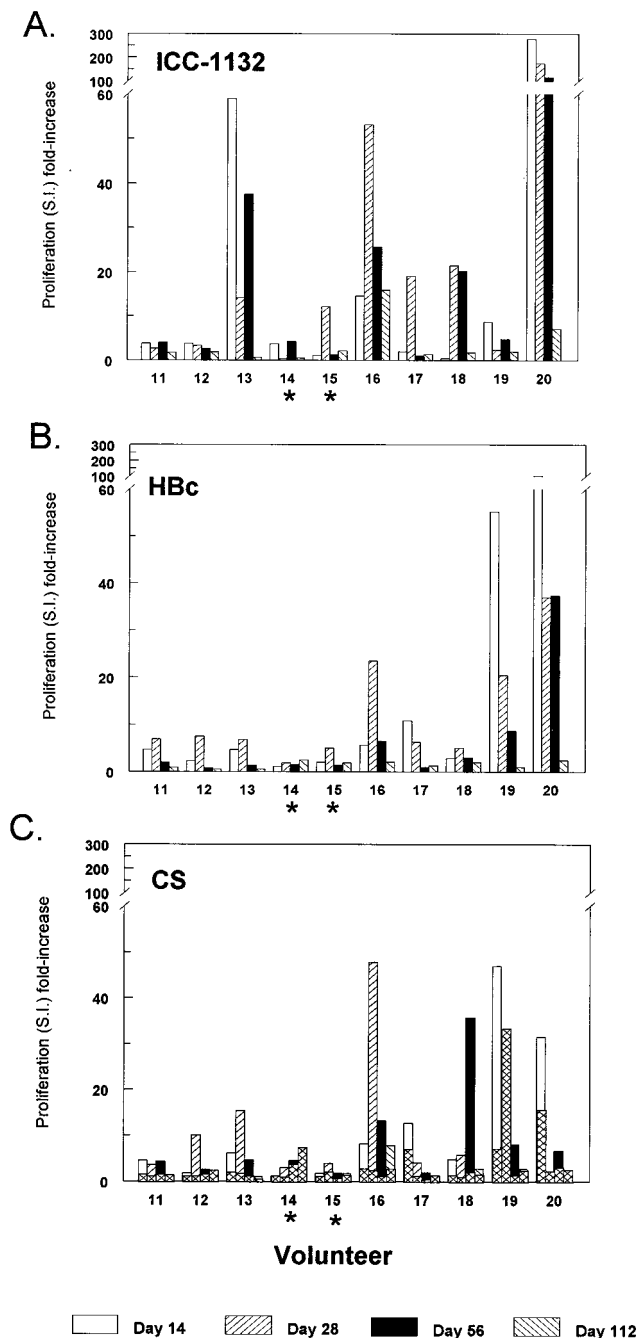 A.
ICC-1132
Proliferation (S.I.) fold-increase
300
200
100
60
40
20
0
11 12 13 14 15 16 17 18 19 20
* *
B.
HBc
Proliferation (S.I.) fold-increase
300
200
100
60
40
20
0
11 12 13 14 15 16 17 18 19 20
* *
C.
CS
Proliferation (S.I.) fold-increase
300
200
100
60
40
20
0
11 12 13 14 15 16 17 18 19 20
* *
Volunteer
Day 14 Day 28 Day 56 Day 112